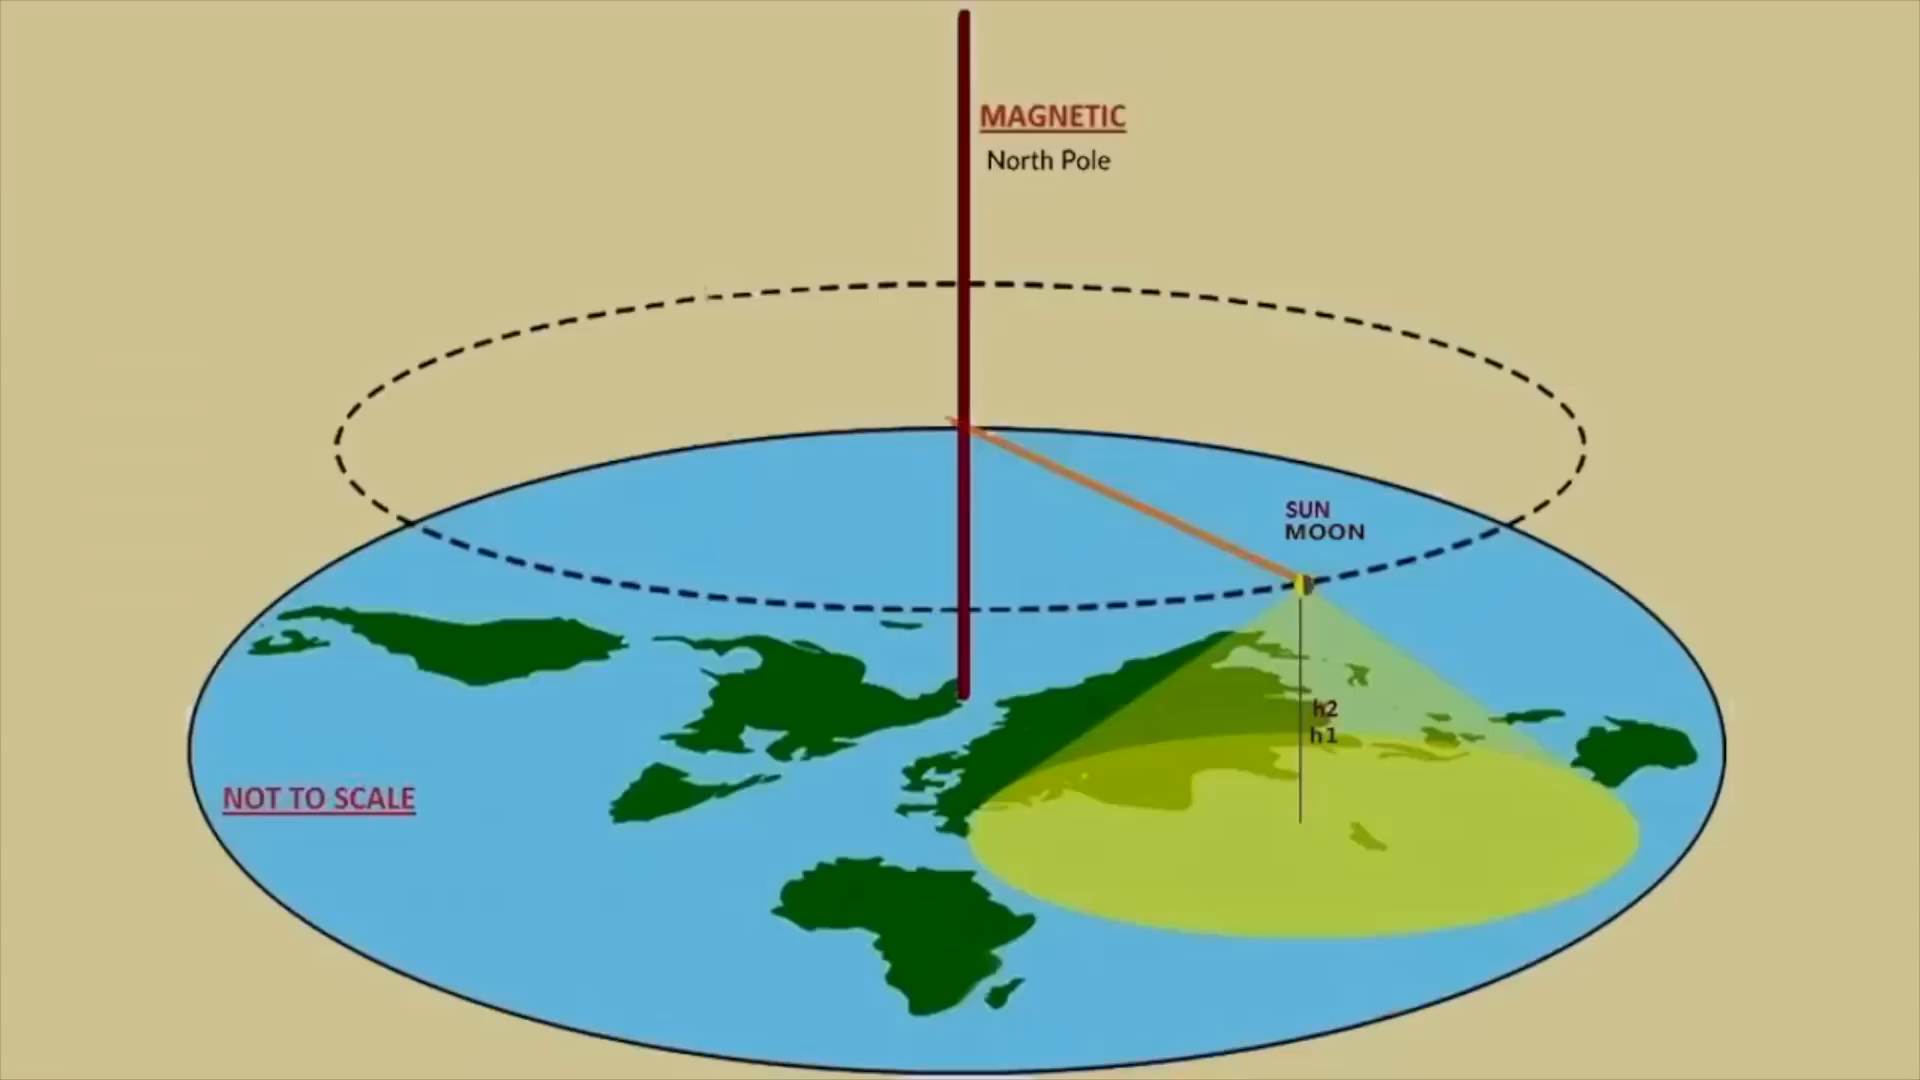 MAGNETIC
North Pole
SUN
MOON
h2
h1
NOT TO SCALE